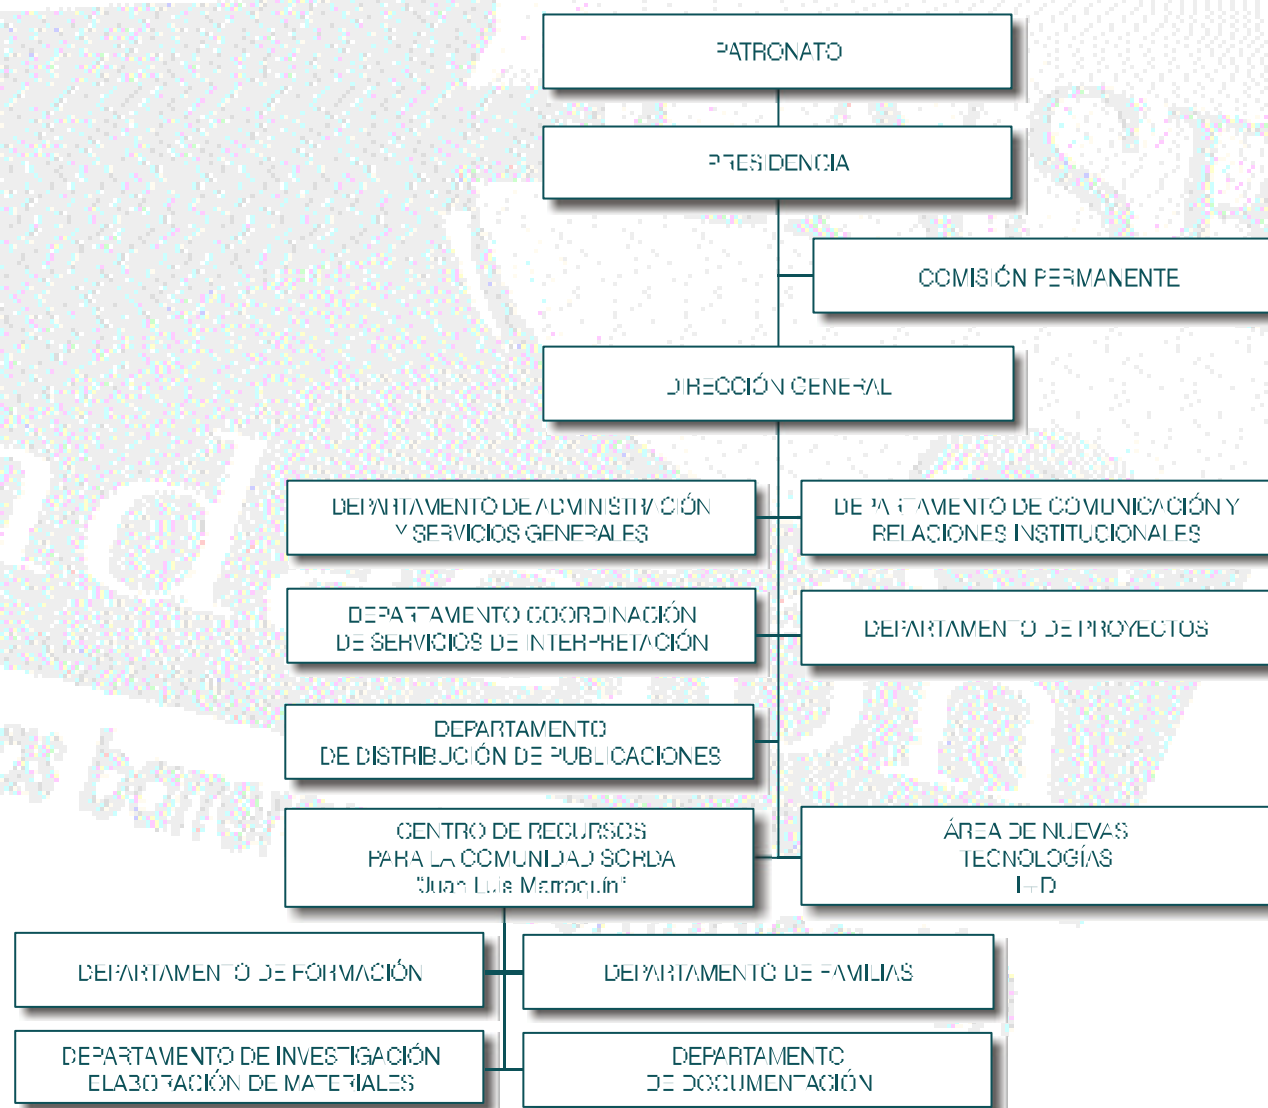 PATRONATO
PRESIDENCIA
COMISIÓN PERMANENTE
DIRECCIÓN GENERAL
DEPARTAMENTO DE ADMINISTRACIÓN
Y SERVICIOS GENERALES
DEPARTAMENTO DE COMUNICACIÓN Y
RELACIONES INSTITUCIONALES
DEPARTAMENTO COORDINACIÓN
DE SERVICIOS DE INTERPRETACIÓN
DEPARTAMENTO DE PROYECTOS
DEPARTAMENTO
DE DISTRIBUCIÓN DE PUBLICACIONES
CENTRO DE RECURSOS
PARA LA COMUNIDAD SORDA
"Juan Luis Marroquín"
ÁREA DE NUEVAS
TECNOLOGÍAS
I+D
DEPARTAMENTO DE FORMACIÓN
DEPARTAMENTO DE FAMILIAS
DEPARTAMENTO DE INVESTIGACIÓN
ELABORACIÓN DE MATERIALES
DEPARTAMENTO
DE DOCUMENTACIÓN